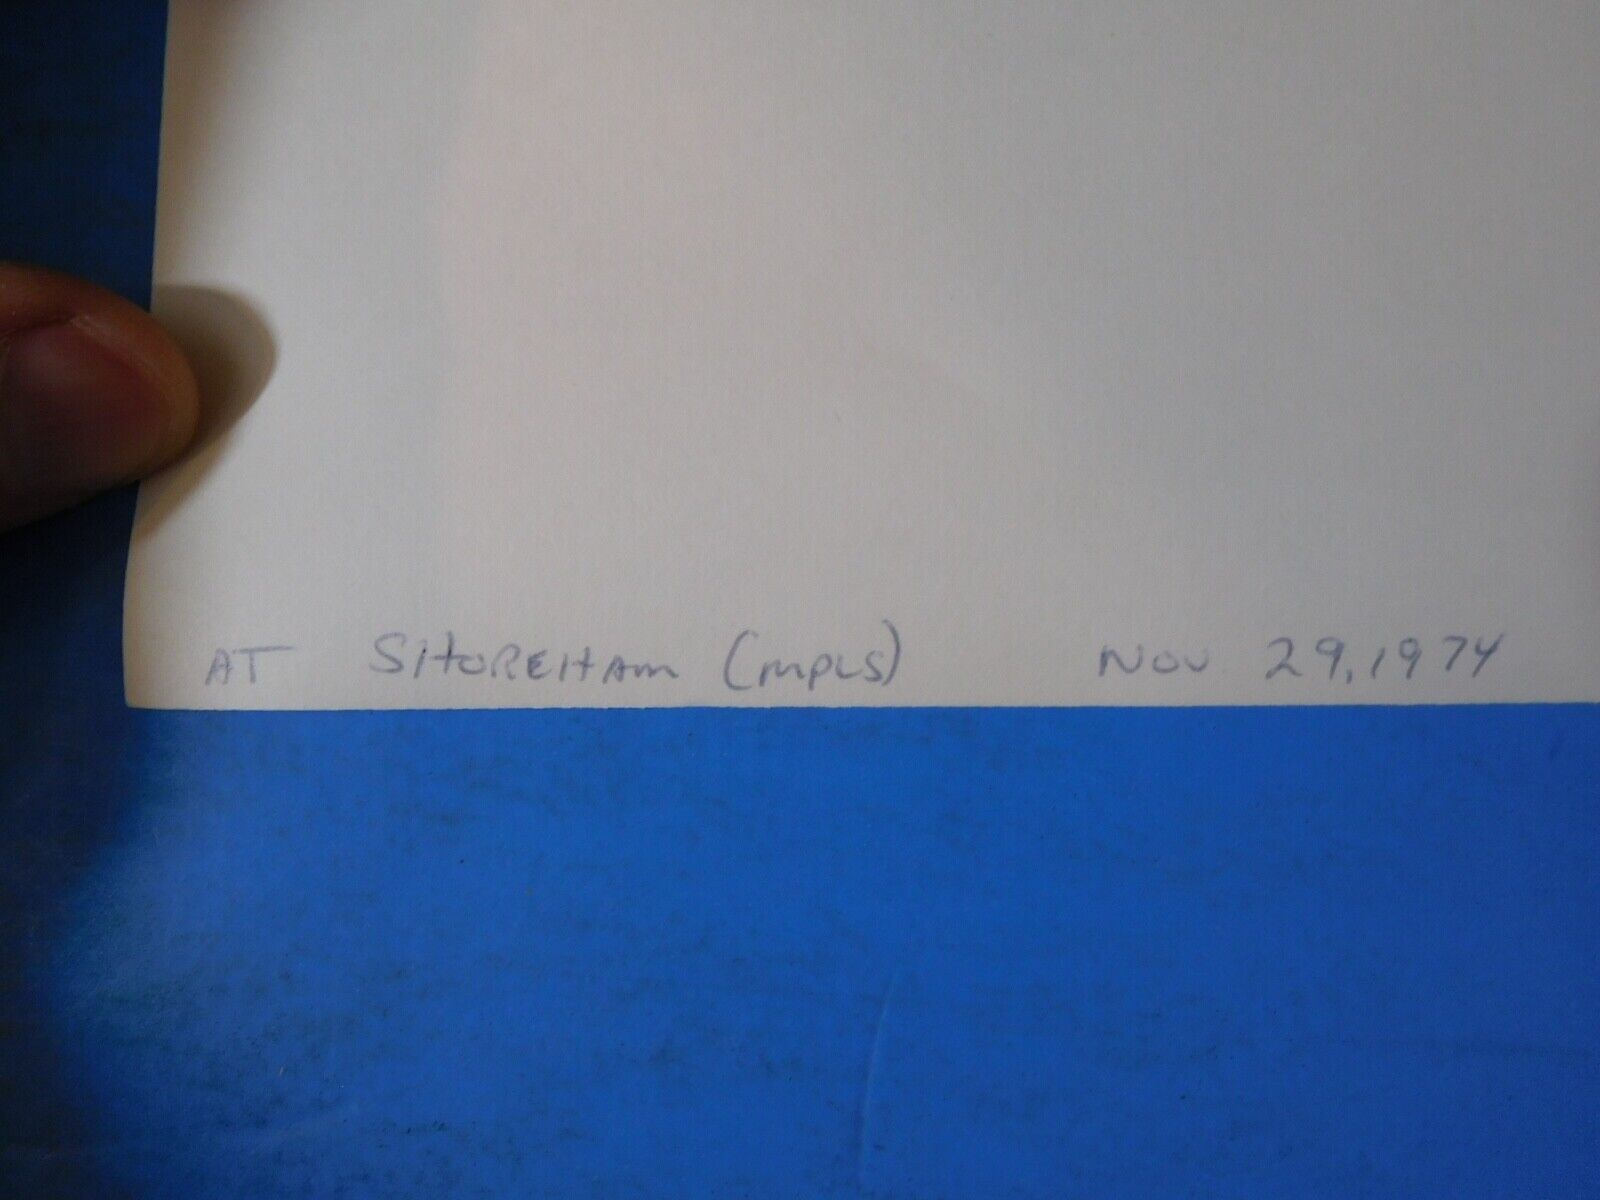 AT SHOREHAM (MPLS) NOV 29, 1974